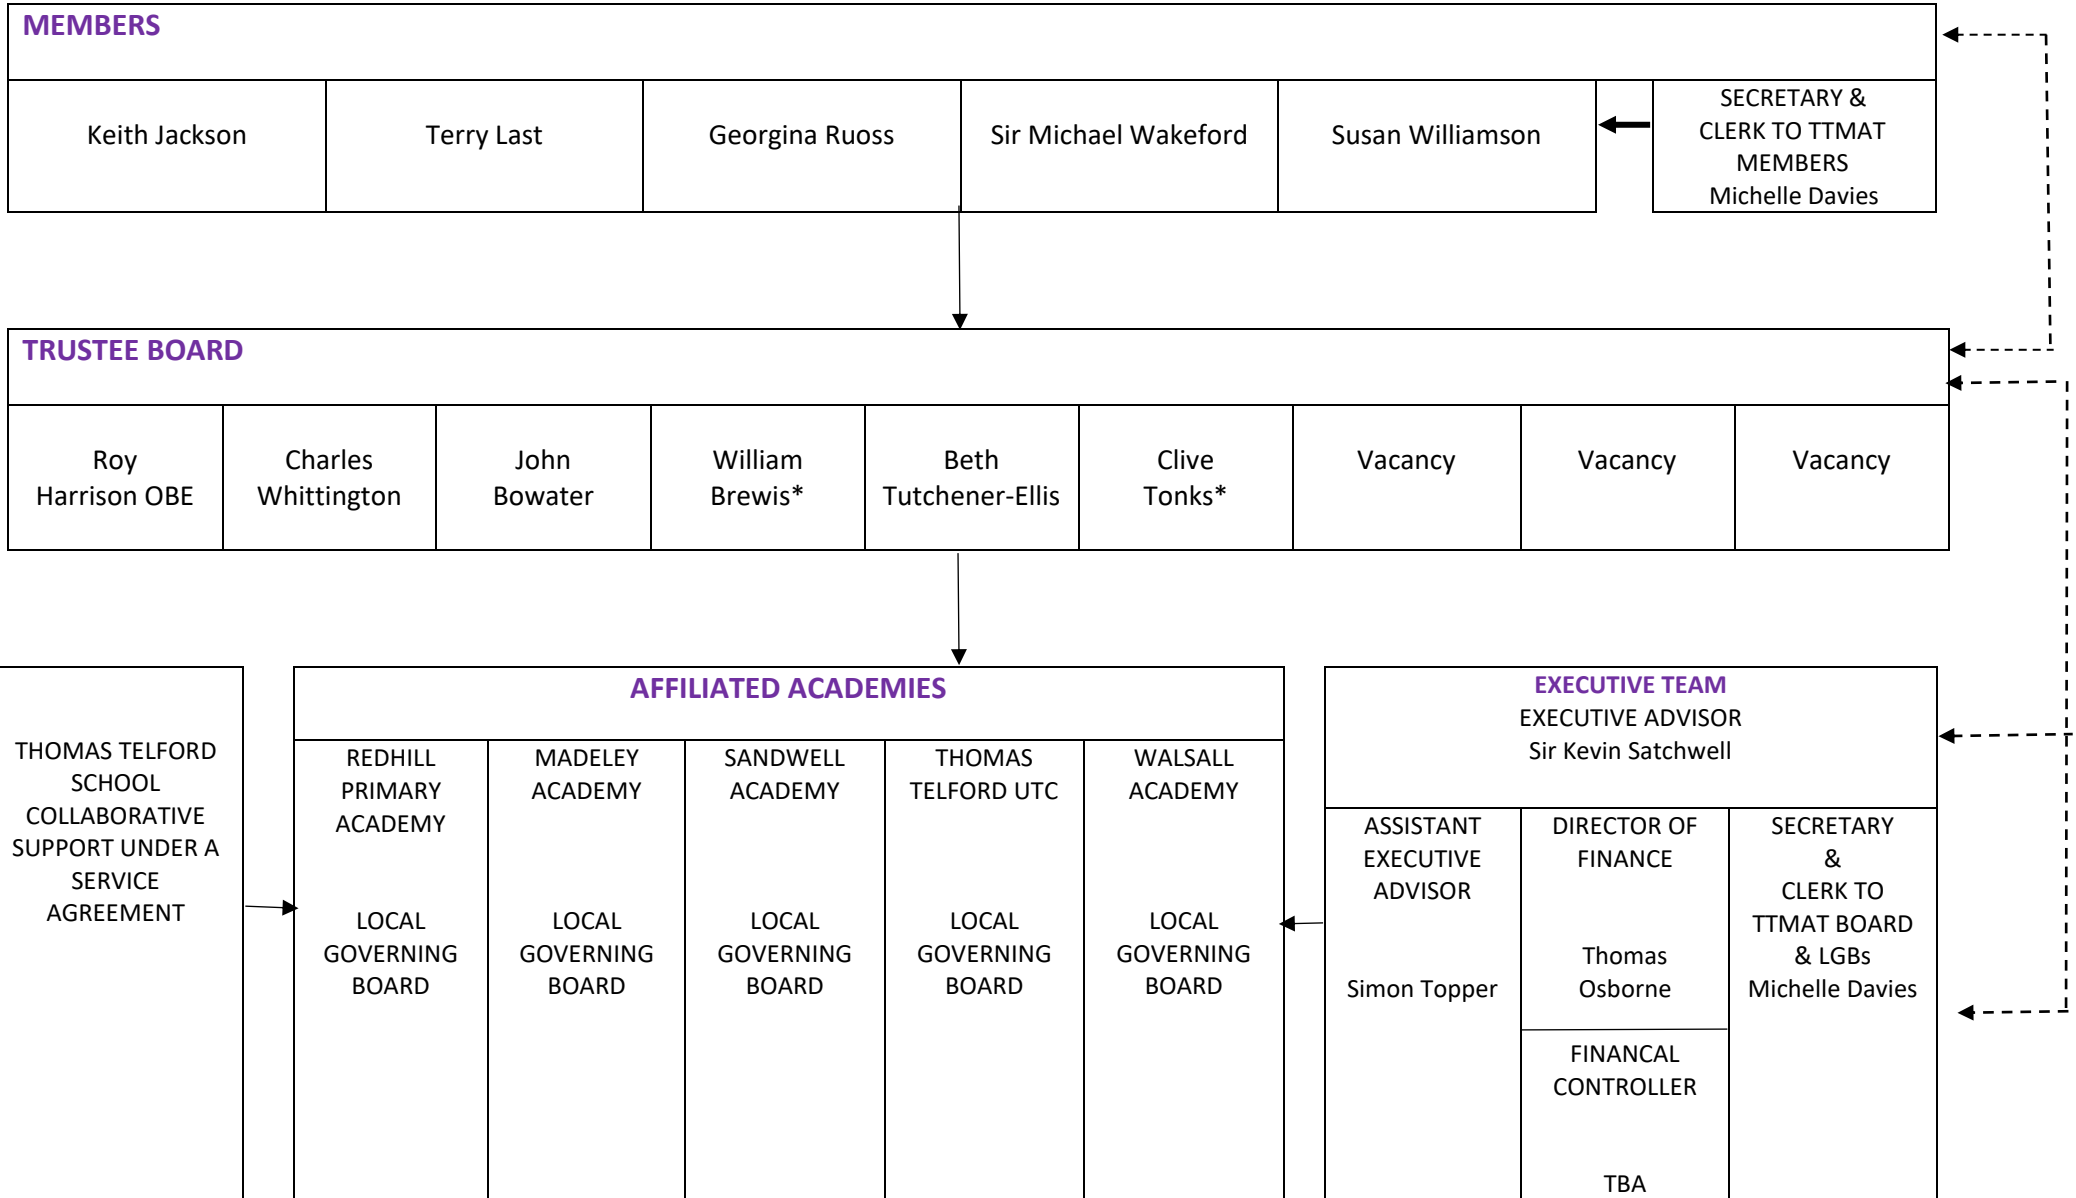 MEMBERS
Keith Jackson
Terry Last
Georgina Ruoss
Sir Michael Wakeford
Susan Williamson
SECRETARY &
CLERK TO TTMAT
MEMBERS
Michelle Davies
TRUSTEE BOARD
Roy
Harrison OBE
Charles
Whittington
John
Bowater
William
Brewis*
Beth
Tutchener-Ellis
Clive
Tonks*
Vacancy
Vacancy
Vacancy
THOMAS TELFORD
SCHOOL
COLLABORATIVE
SUPPORT UNDER A
SERVICE
AGREEMENT
AFFILIATED ACADEMIES
REDHILL
PRIMARY
ACADEMY
LOCAL
GOVERNING
BOARD
MADELEY
ACADEMY
LOCAL
GOVERNING
BOARD
SANDWELL
ACADEMY
LOCAL
GOVERNING
BOARD
THOMAS
TELFORD UTC
LOCAL
GOVERNING
BOARD
WALSALL
ACADEMY
LOCAL
GOVERNING
BOARD
EXECUTIVE TEAM
EXECUTIVE ADVISOR
Sir Kevin Satchwell
ASSISTANT
EXECUTIVE
ADVISOR
Simon Topper
DIRECTOR OF
FINANCE
Thomas
Osborne
FINANCAL
CONTROLLER
TBA
SECRETARY
&
CLERK TO
TTMAT BOARD
& LGBs
Michelle Davies